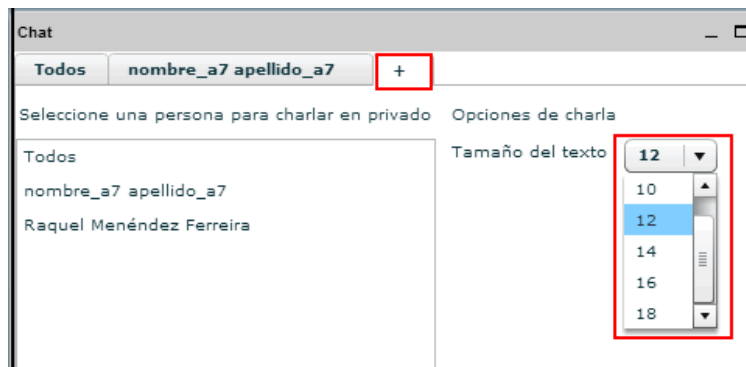 Chat
Todos
nombre_a7 apellido_a7
+
Seleccione una persona para charlar en privado
Opciones de charla
Todos
nombre_a7 apellido_a7
Raquel Menéndez Ferreira
Tamaño del texto
12
10
12
14
16
18